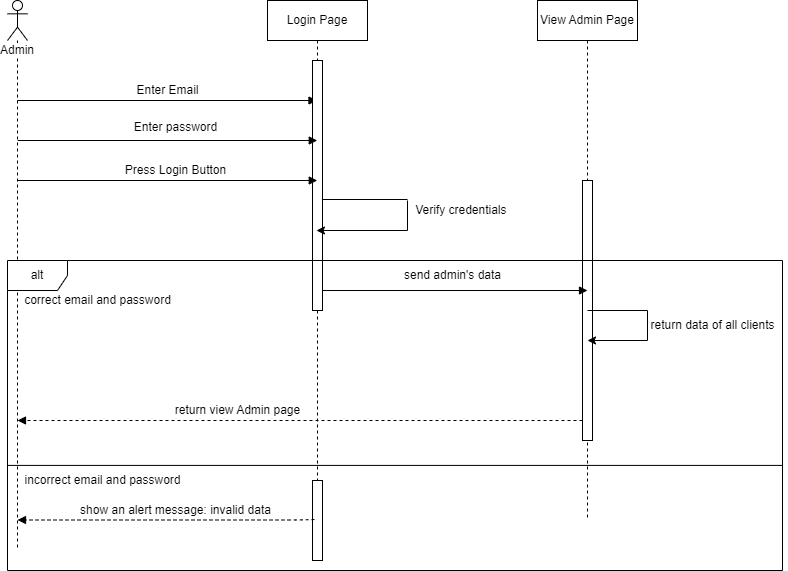 Login Page
View Admin Page
Admin
Enter Email
Enter password
Press Login Button
Verify credentials
alt
send admin's data
correct email and password
return data of all clients
return view Admin page
incorrect email and password
show an alert message: invalid data